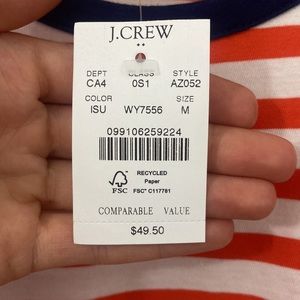 J.CREW
DEPT CLASS STYLE
CA4 0S1 AZ052
COLOR SIZE
ISU WY7556 M
099106259224
RECYCLED
Paper
FSC FSC® C117781
COMPARABLE VALUE
$49.50